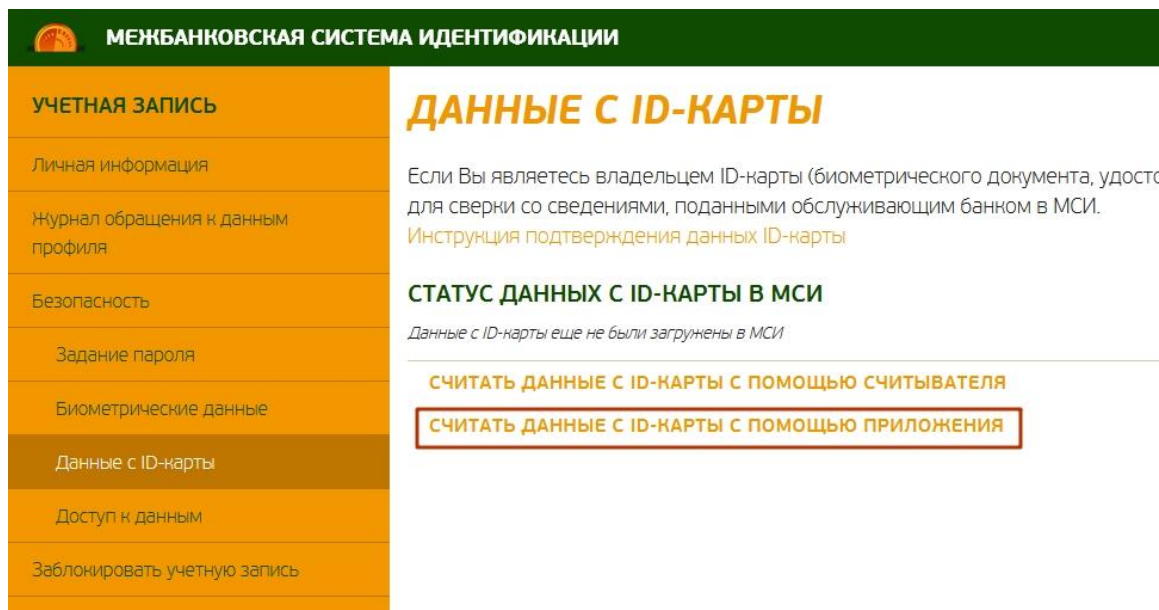 МЕЖБАНКОВСКАЯ СИСТЕМА ИДЕНТИФИКАЦИИ
УЧЕТНАЯ ЗАПИСЬ
Личная информация
Журнал обращения к данным
профиля
Безопасность
Задание пароля
Биометрические данные
Данные с ID-карты
Доступ к данным
Заблокировать учетную запись
ДАННЫЕ С ID-КАРТЫ
Если Вы являетесь владельцем ID-карты (биометрического документа,
для сверки со сведениями, поданными обслуживающим банком в МСИ.
Инструкция подтверждения данных ID-карты
СТАТУС ДАННЫХ С ID-КАРТЫ В МСИ
Данные с ID-карты еще не были загружены в МСИ
СЧИТАТЬ ДАННЫЕ С ID-КАРТЫ С ПОМОЩЬЮ СЧИТЫВАТЕЛЯ
СЧИТАТЬ ДАННЫЕ С ID-КАРТЫ С ПОМОЩЬЮ ПРИЛОЖЕНИЯ